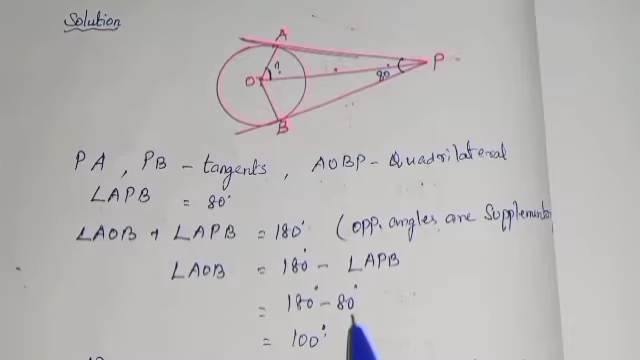 Solution
A
O ?
80
P
B
PA, PB - tangents, AOBP - Quadrilateral
∠APB = 80°
∠AOB + ∠APB = 180° (opp. angles are Supplement
∠AOB = 180° - ∠APB
= 180° - 80°
= 100°